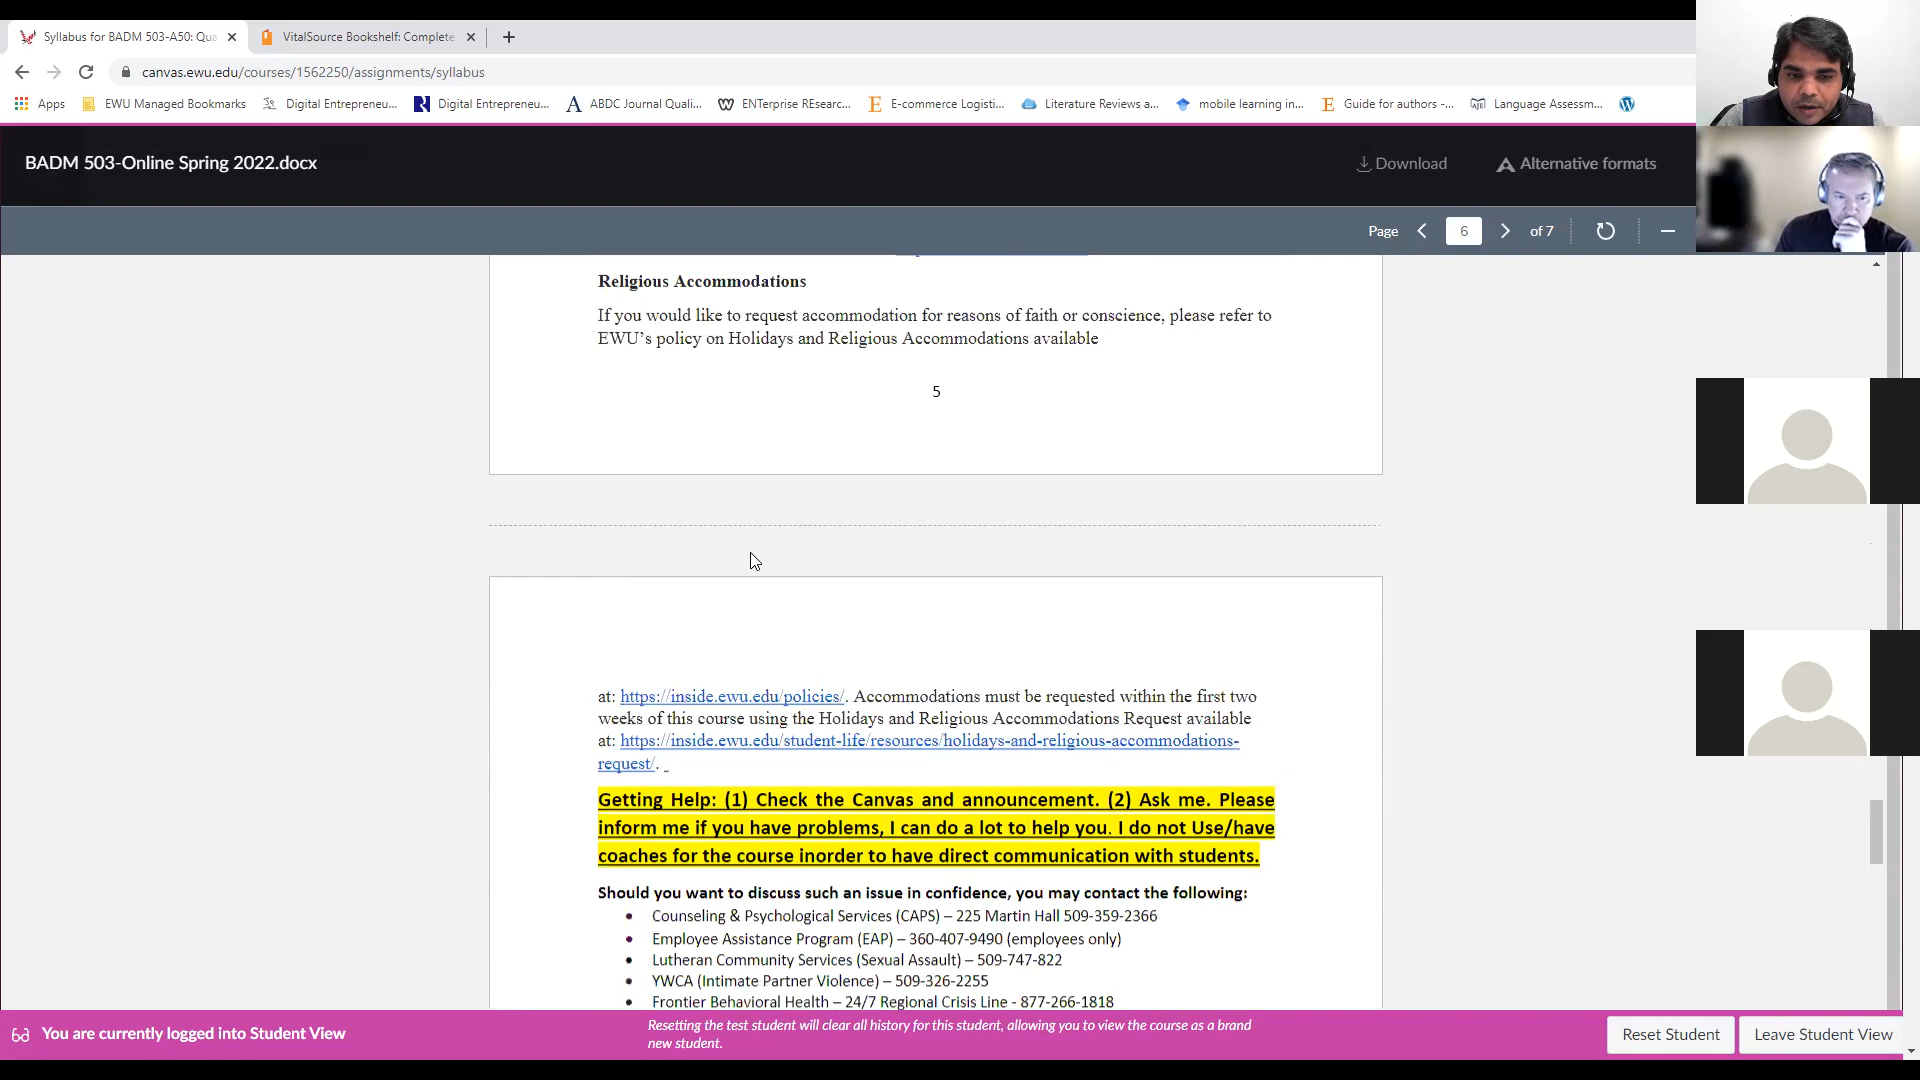 Syllabus for BADM 503-A50: Qua
VitalSource Bookshelf: Complete
canvas.ewu.edu/courses/1562250/assignments/syllabus
Apps
EWU Managed Bookmarks
Digital Entrepreneu...
Digital Entrepreneu...
ABDC Journal Quali...
ENTerprise REsearc...
E-commerce Logisti...
Literature Reviews a...
mobile learning in...
Guide for authors -...
Language Assessm...
BADM 503-Online Spring 2022.docx
Download
Alternative formats
Page 6 of 7
Religious Accommodations
If you would like to request accommodation for reasons of faith or conscience, please refer to
EWU's policy on Holidays and Religious Accommodations available
5
at: https://inside.ewu.edu/policies/. Accommodations must be requested within the first two
weeks of this course using the Holidays and Religious Accommodations Request available
at: https://inside.ewu.edu/student-life/resources/holidays-and-religious-accommodations-
request/.
Getting Help: (1) Check the Canvas and announcement. (2) Ask me. Please
inform me if you have problems, I can do a lot to help you. I do not Use/have
coaches for the course inorder to have direct communication with students.
Should you want to discuss such an issue in confidence, you may contact the following:
• Counseling & Psychological Services (CAPS) – 225 Martin Hall 509-359-2366
• Employee Assistance Program (EAP) – 360-407-9490 (employees only)
• Lutheran Community Services (Sexual Assault) – 509-747-822
• YWCA (Intimate Partner Violence) – 509-326-2255
• Frontier Behavioral Health – 24/7 Regional Crisis Line - 877-266-1818
You are currently logged into Student View
Resetting the test student will clear all history for this student, allowing you to view the course as a brand
new student.
Reset Student
Leave Student View